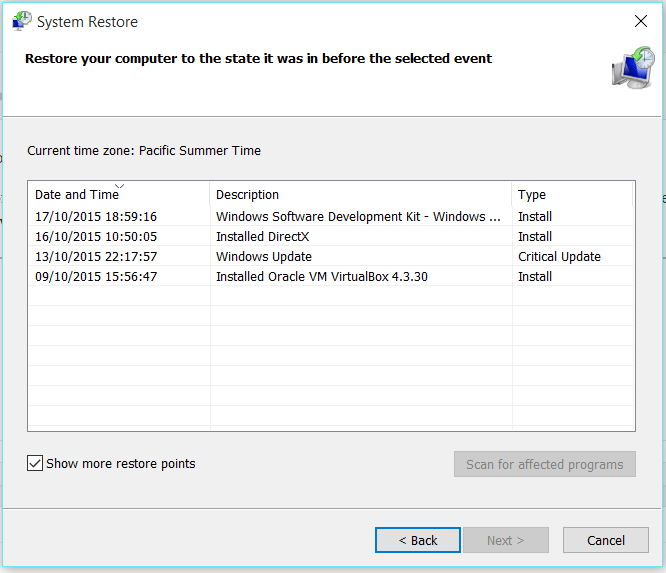 System Restore
Restore your computer to the state it was in before the selected event
Current time zone: Pacific Summer Time
Date and Time Description Type
17/10/2015 18:59:16 Windows Software Development Kit - Windows ... Install
16/10/2015 10:50:05 Installed DirectX Install
13/10/2015 22:17:57 Windows Update Critical Update
09/10/2015 15:56:47 Installed Oracle VM VirtualBox 4.3.30 Install
Show more restore points Scan for affected programs
< Back Next > Cancel